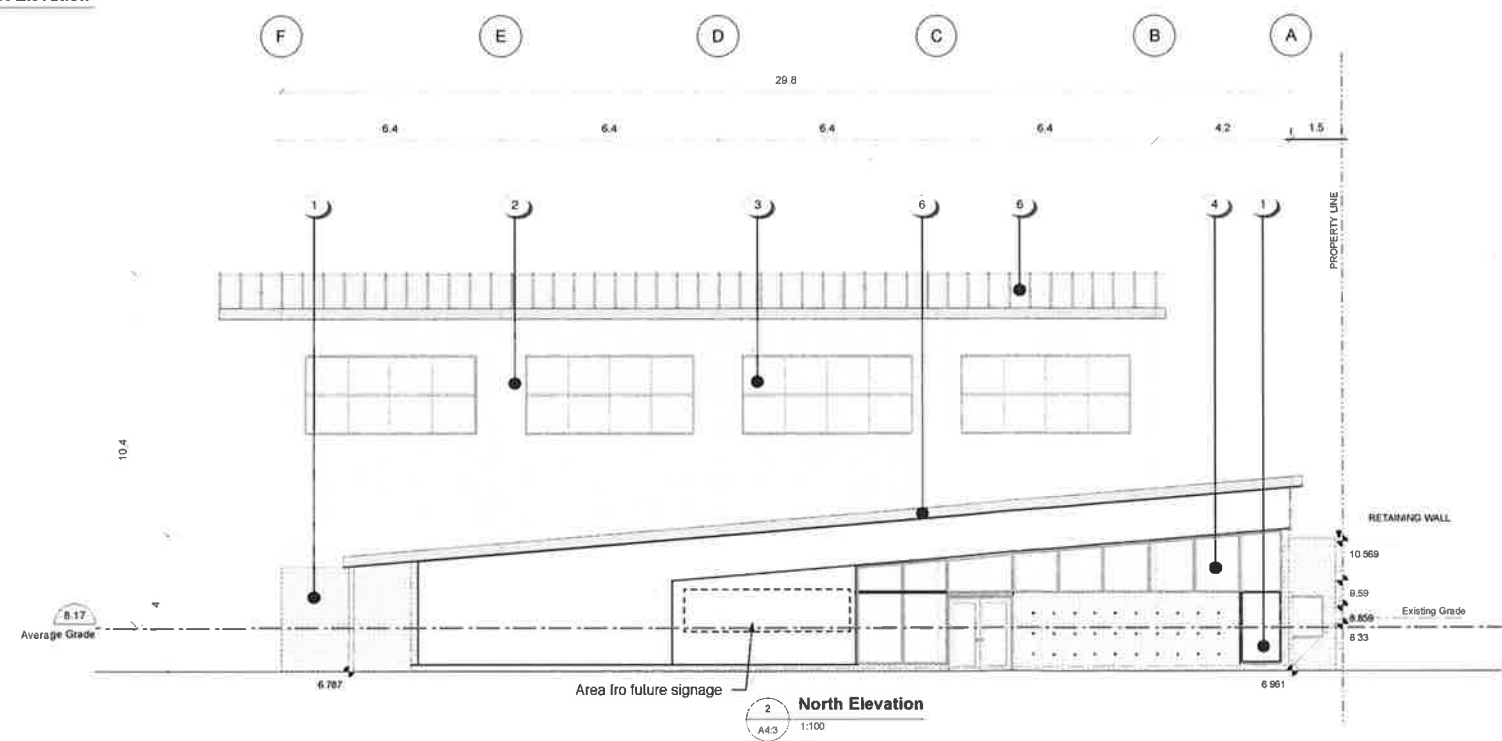 F E D C B A
29.8
6.4 6.4 6.4 6.4 4.2 1.5
1 2 3 6 6 4 1
PROPERTY LINE
10.4
4
RETAINING WALL
10.569
9.59
8.859
8.33
Existing Grade
8.17
Average Grade
6.787
6.961
Area fro future signage
2
A4:3
North Elevation
1:100